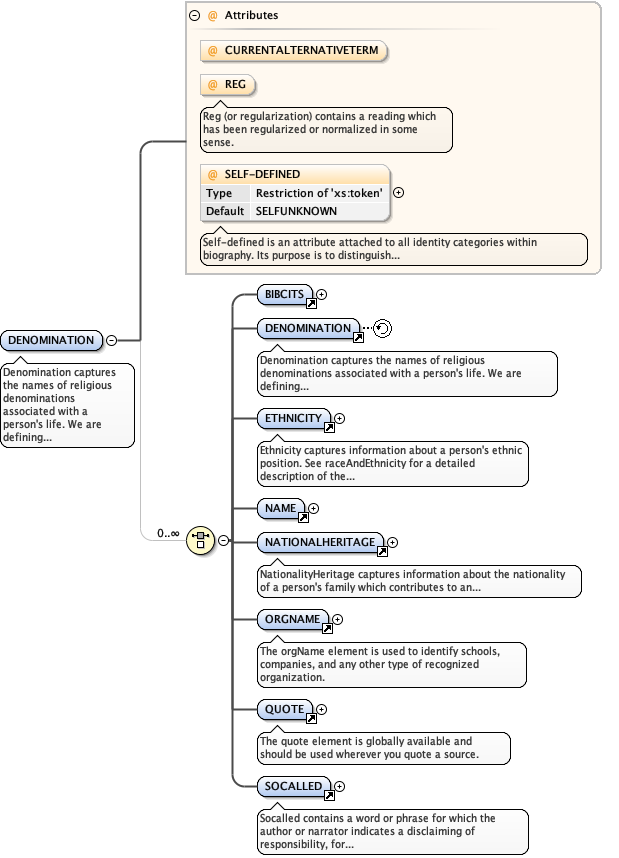 @ Attributes
@ CURRENTALTERNATIVETERM
@ REG
Reg (or regularization) contains a reading which
has been regularized or normalized in some
sense.
@ SELF-DEFINED
Type Restriction of 'xs:token'
Default SELFUNKNOWN
Self-defined is an attribute attached to all identity categories within
biography. Its purpose is to distinguish...
DENOMINATION
Denomination captures
the names of religious
denominations
associated with a
person's life. We are
defining...
0..∞
BIBCITS
DENOMINATION
Denomination captures the names of religious
denominations associated with a person's life. We are
defining...
ETHNICITY
Ethnicity captures information about a person's ethnic
position. See raceAndEthnicity for a detailed
description of the...
NAME
NATIONALHERITAGE
NationalityHeritage captures information about the nationality
of a person's family which contributes to an...
ORGNAME
The orgName element is used to identify schools,
companies, and any other type of recognized
organization.
QUOTE
The quote element is globally available and
should be used wherever you quote a source.
SOCALLED
Socalled contains a word or phrase for which the
author or narrator indicates a disclaiming of
responsibility, for...